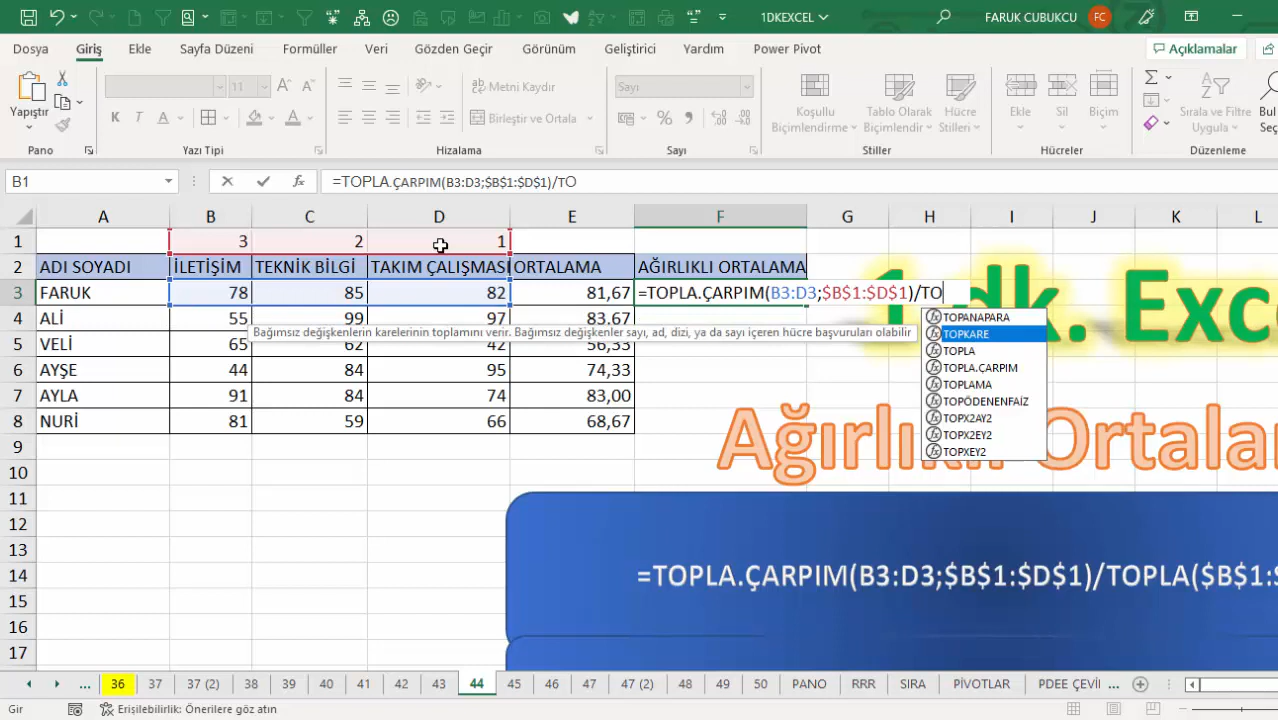 1DKEXCEL
FARUK CUBUKCU
FC
Dosya Giriş Ekle Sayfa Düzeni Formüller Veri Gözden Geçir Görünüm Geliştirici Yardım Power Pivot Açıklamalar
Yapıştır
11
K T A
Metni Kaydır
Birleştir ve Ortala
Sayı
Koşullu Biçimlendirme
Tablo Olarak Biçimlendir
Hücre Stilleri
Ekle Sil Biçim
Sırala ve Filtre Uygula
Pano Yazı Tipi Hizalama Sayı Stiller Hücreler Düzenleme
B1 =TOPLA.ÇARPIM(B3:D3;$B$1:$D$1)/TO
A B C D E F G H I J K L
1 3 2 1
2 ADI SOYADI İLETİŞİM TEKNİK BİLGİ TAKIM ÇALIŞMASI ORTALAMA AĞIRLIKLI ORTALAMA
3 FARUK 78 85 82 81,67 =TOPLA.ÇARPIM(B3:D3;$B$1:$D$1)/TO
4 ALİ 55 99 97 83,67
Bağımsız değişkenlerin karelerinin toplamını verir. Bağımsız değişkenler sayı, ad, dizi, ya da sayı içeren hücre başvuruları olabilir
5 VELİ 65 62 42 56,33
6 AYŞE 44 84 95 74,33
7 AYLA 91 84 74 83,00
8 NURİ 81 59 66 68,67
TOPANAPARA
TOPKARE
TOPLA
TOPLA.ÇARPIM
TOPLAMA
TOPÖDENENFAİZ
TOPX2AY2
TOPX2EY2
TOPXEY2
1 dk. Exc
Ağırlıklı Ortala
9
10
11
12
13
14
15
16
17
=TOPLA.ÇARPIM(B3:D3;$B$1:$D$1)/TOPLA($B$1:$
... 36 37 37 (2) 38 39 40 41 42 43 44 45 46 47 47 (2) 48 49 50 PANO RRR SIRA PİVOTLAR PDEE ÇEVİİ ...
Gir Erişilebilirlik: Önerilere göz atın